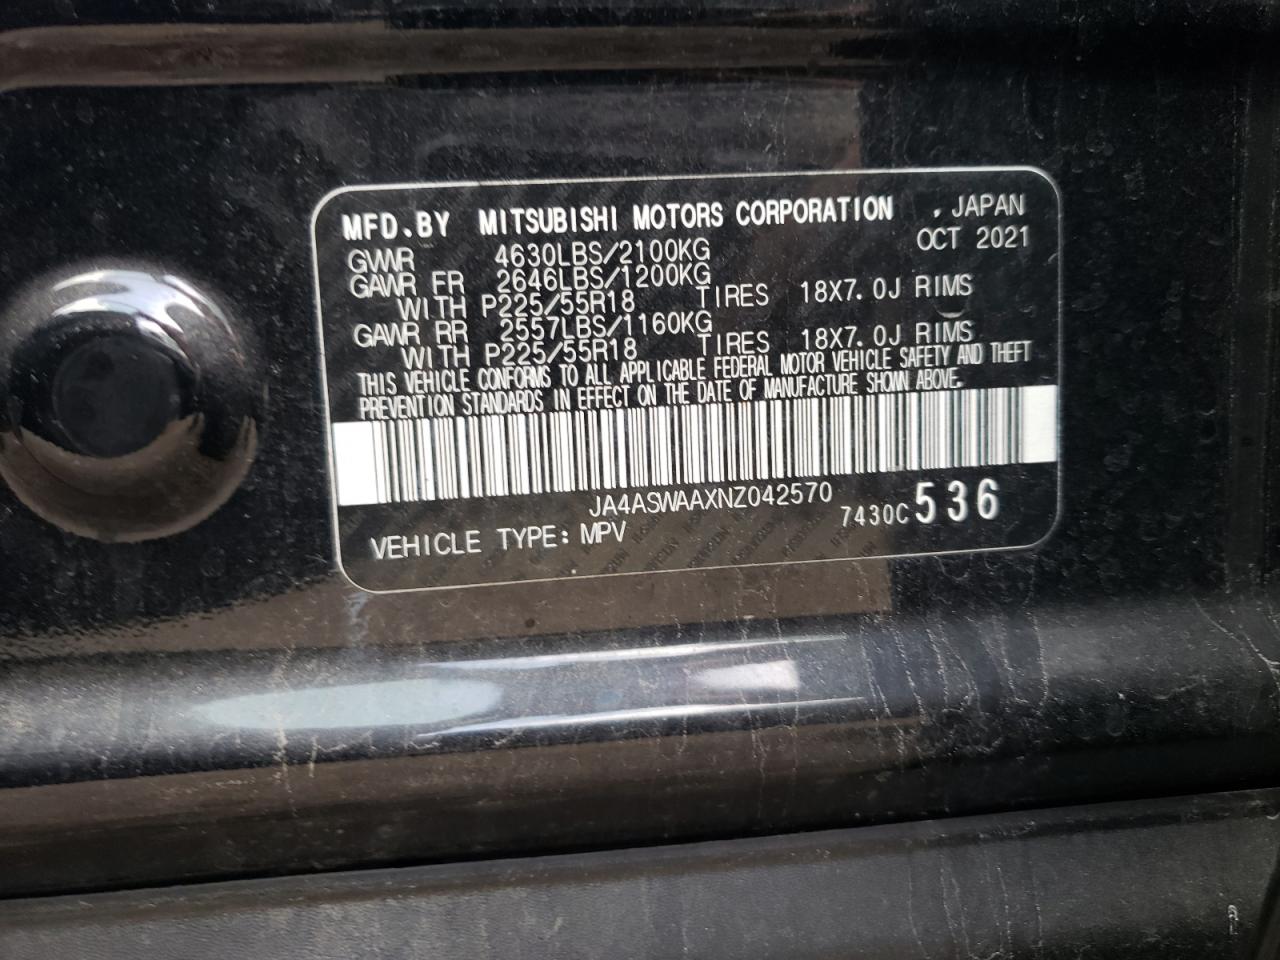 MFD.BY MITSUBISHI MOTORS CORPORATION , JAPAN
OCT 2021
GVWR 4630LBS/2100KG
GAWR FR 2646LBS/1200KG
WITH P225/55R18 TIRES 18X7.0J RIMS
GAWR RR 2557LBS/1160KG
WITH P225/55R18 TIRES 18X7.0J RIMS
THIS VEHICLE CONFORMS TO ALL APPLICABLE FEDERAL MOTOR VEHICLE SAFETY AND THEFT
PREVENTION STANDARDS IN EFFECT ON THE DATE OF MANUFACTURE SHOWN ABOVE.
JA4ASWAAXNZ042570
7430C 536
VEHICLE TYPE: MPV